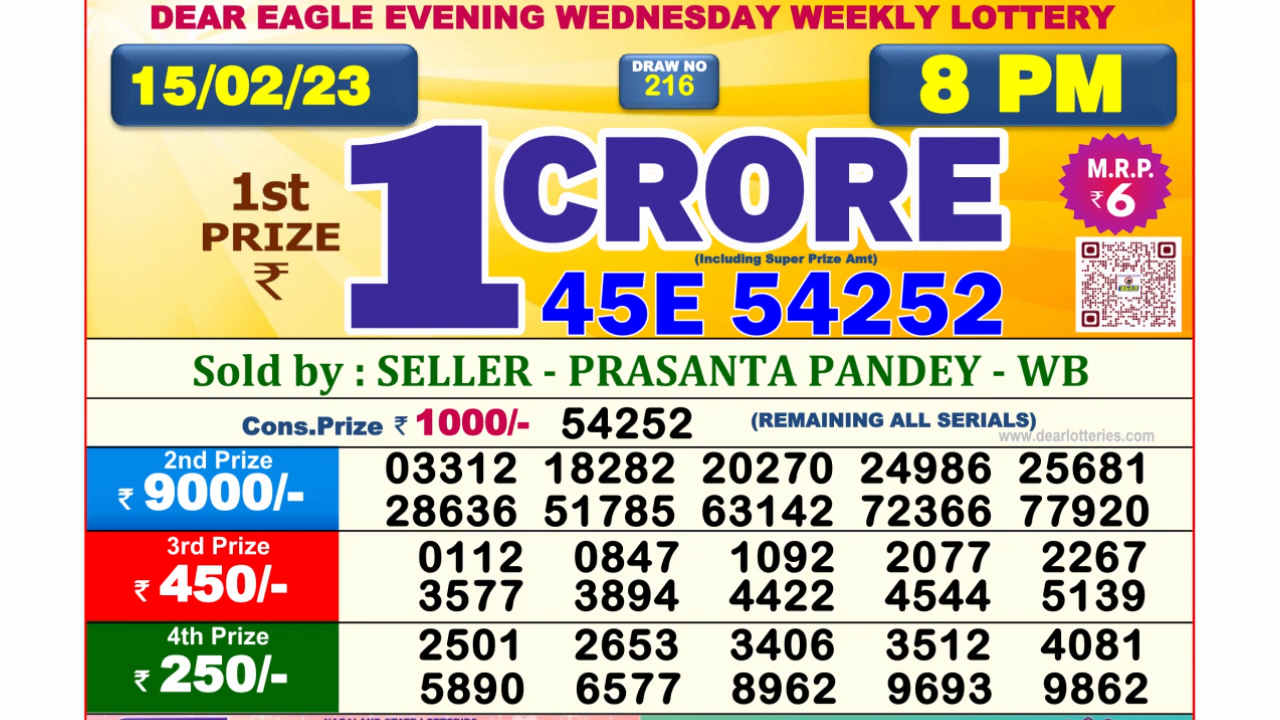 DEAR EAGLE EVENING WEDNESDAY WEEKLY LOTTERY
15/02/23
DRAW NO
216
8 PM
1st
PRIZE
₹
1 CRORE
(Including Super Prize Amt)
45E 54252
M.R.P.
₹ 6
Sold by : SELLER - PRASANTA PANDEY - WB
Cons.Prize ₹ 1000/- 54252 (REMAINING ALL SERIALS)
www.dearlotteries.com
2nd Prize
₹ 9000/-
03312 18282 20270 24986 25681
28636 51785 63142 72366 77920
3rd Prize
₹ 450/-
0112 0847 1092 2077 2267
3577 3894 4422 4544 5139
4th Prize
₹ 250/-
2501 2653 3406 3512 4081
5890 6577 8962 9693 9862